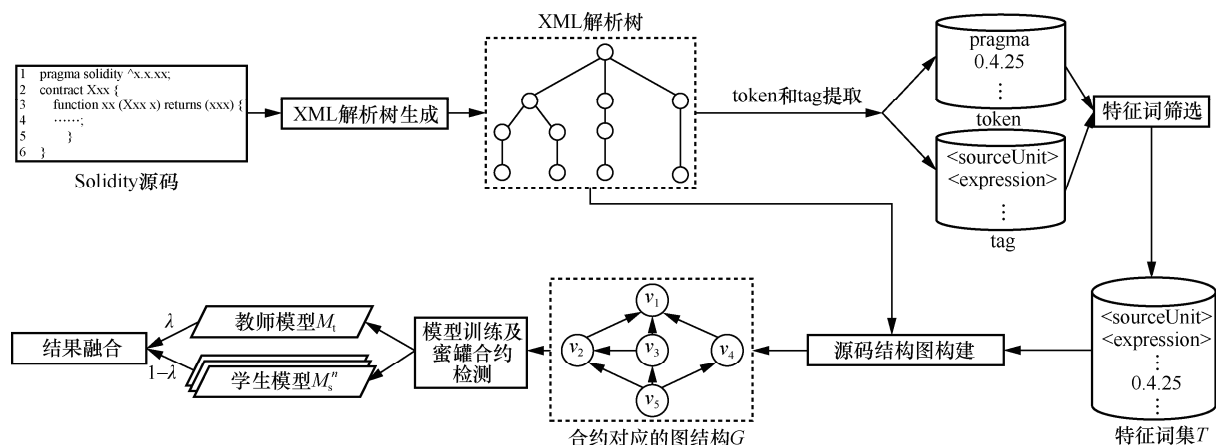 XML解析树
1 pragma solidity ^x.x.xx;
2 contract Xxx {
3 function xx (Xxx x) returns (xxx) {
4 ……;
5 }
6 }
Solidity源码
XML解析树生成
token和tag提取
pragma
0.4.25
⋮
token
<sourceUnit>
<expression>
⋮
tag
特征词筛选
<sourceUnit>
<expression>
⋮
0.4.25
⋮
特征词集T
源码结构图构建
v1
v2
v3
v4
v5
合约对应的图结构G
模型训练及
蜜罐合约
检测
教师模型Mt
学生模型Msn
λ
1−λ
结果融合